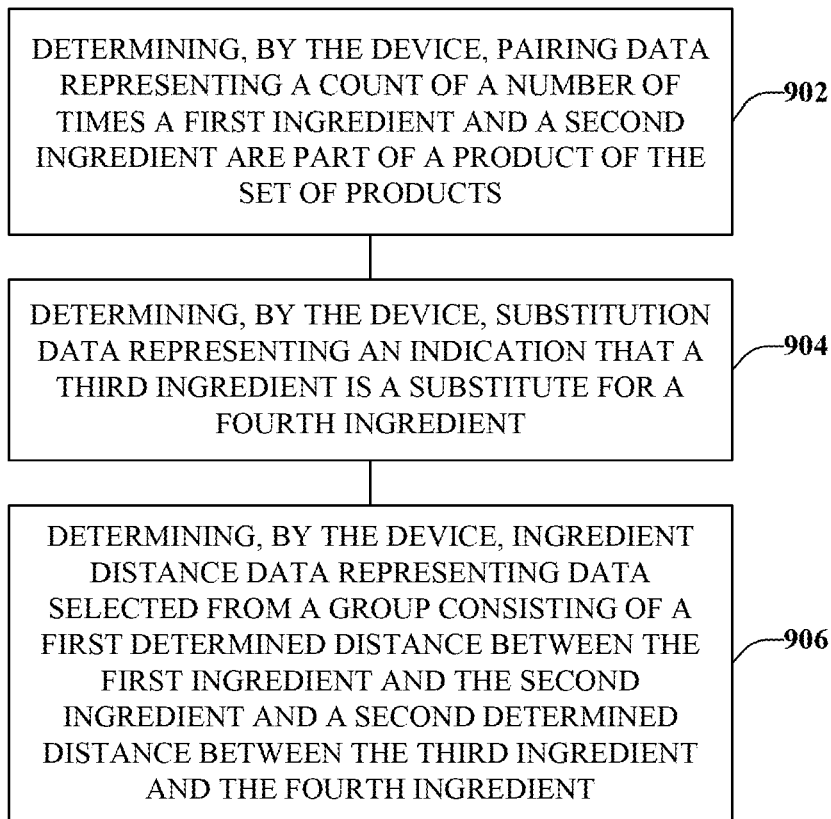 DETERMINING, BY THE DEVICE, PAIRING DATA
REPRESENTING A COUNT OF A NUMBER OF
TIMES A FIRST INGREDIENT AND A SECOND
INGREDIENT ARE PART OF A PRODUCT OF THE
SET OF PRODUCTS
902
DETERMINING, BY THE DEVICE, SUBSTITUTION
DATA REPRESENTING AN INDICATION THAT A
THIRD INGREDIENT IS A SUBSTITUTE FOR A
FOURTH INGREDIENT
904
DETERMINING, BY THE DEVICE, INGREDIENT
DISTANCE DATA REPRESENTING DATA
SELECTED FROM A GROUP CONSISTING OF A
FIRST DETERMINED DISTANCE BETWEEN THE
FIRST INGREDIENT AND THE SECOND
INGREDIENT AND A SECOND DETERMINED
DISTANCE BETWEEN THE THIRD INGREDIENT
AND THE FOURTH INGREDIENT
906